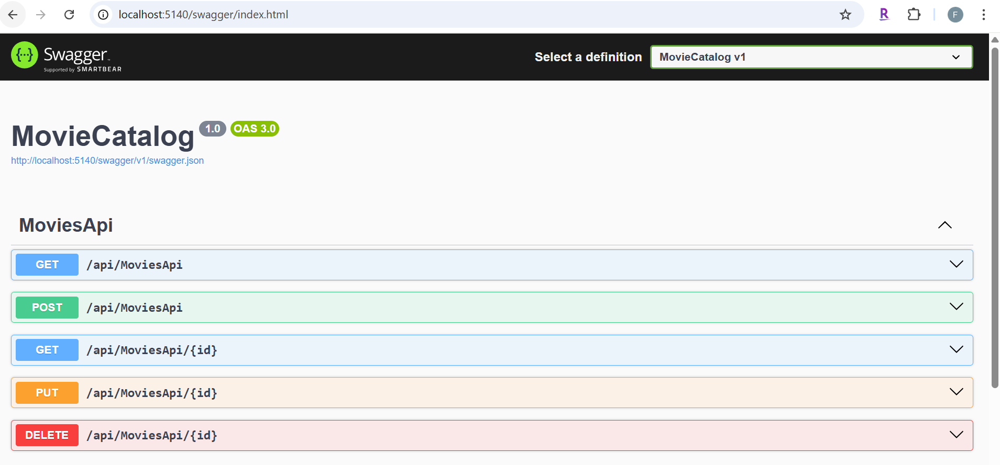 localhost:5140/swagger/index.html
R
F
{···}
Swagger™
Supported by SMARTBEAR
Select a definition
MovieCatalog v1
MovieCatalog 1.0 OAS 3.0
http://localhost:5140/swagger/v1/swagger.json
MoviesApi
GET /api/MoviesApi
POST /api/MoviesApi
GET /api/MoviesApi/{id}
PUT /api/MoviesApi/{id}
DELETE /api/MoviesApi/{id}